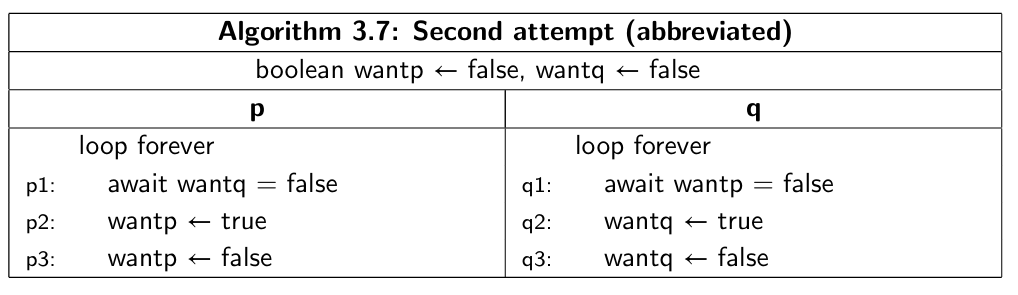 Algorithm 3.7: Second attempt (abbreviated)
boolean wantp ← false, wantq ← false
p
q
loop forever
loop forever
p1: await wantq = false
q1: await wantp = false
p2: wantp ← true
q2: wantq ← true
p3: wantp ← false
q3: wantq ← false